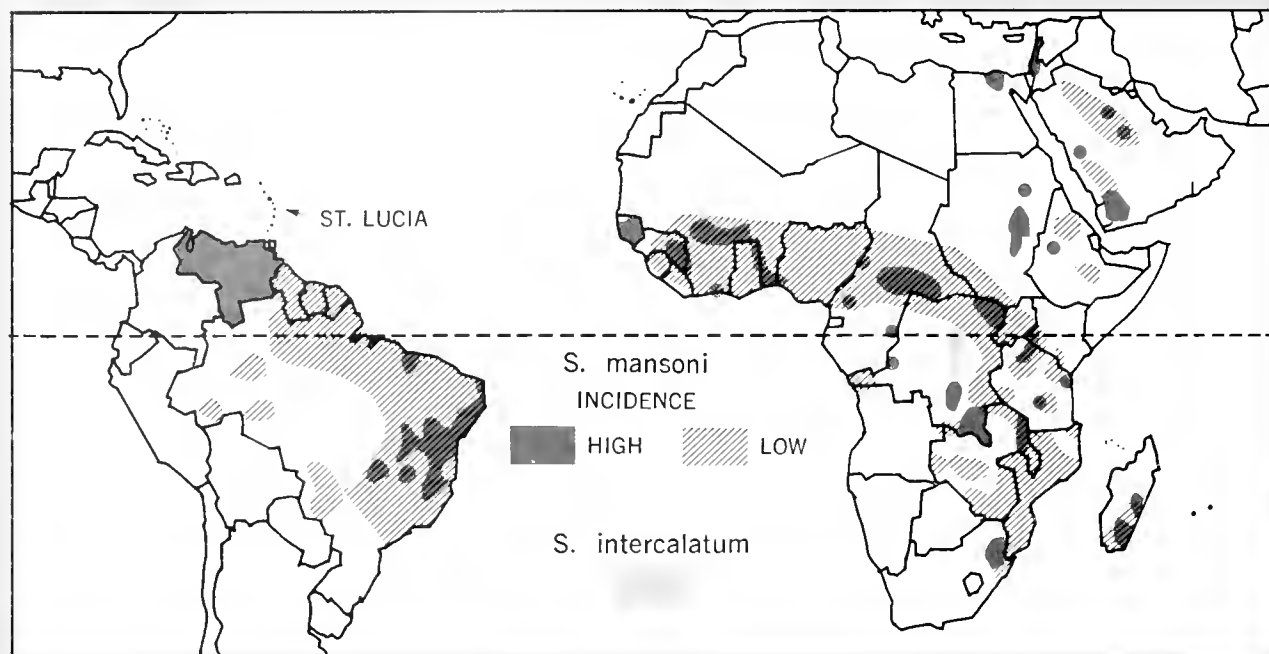 ST. LUCIA
S. mansoni
INCIDENCE
HIGH
LOW
S. intercalatum